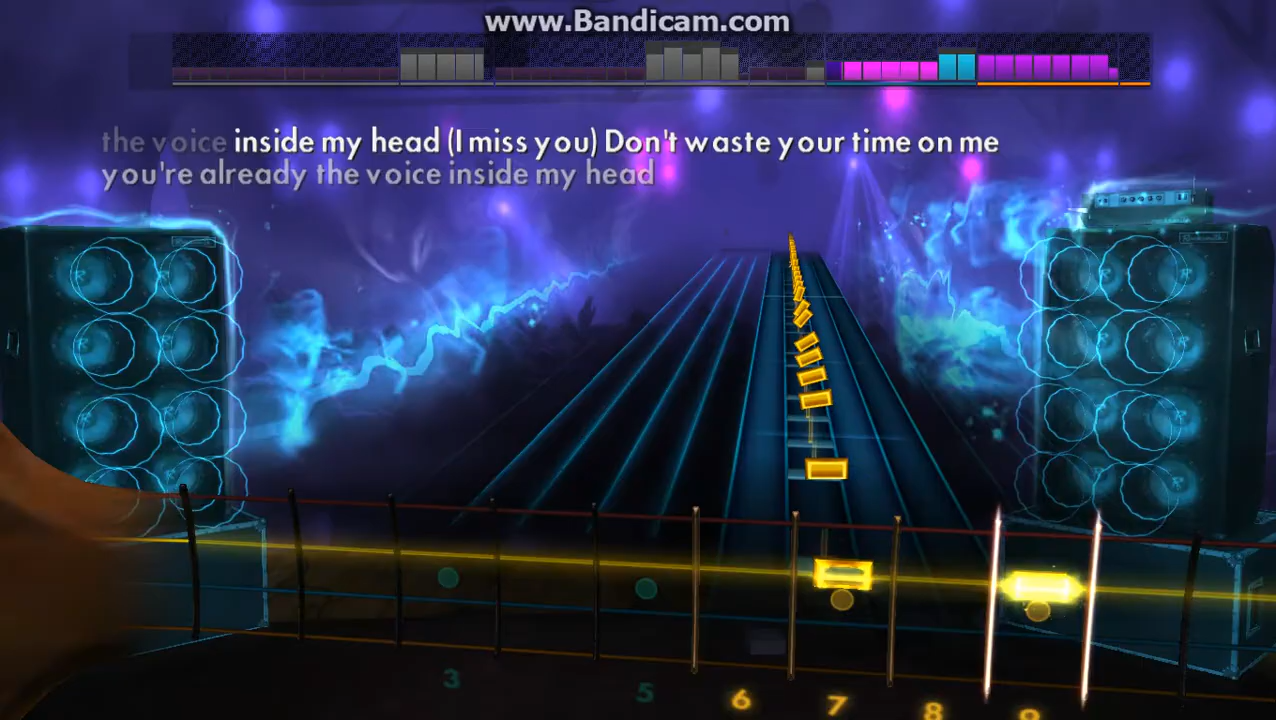 www.Bandicam.com
the voice inside my head (I miss you) Don't waste your time on me
you're already the voice inside my head
3 5 6 7 8 9